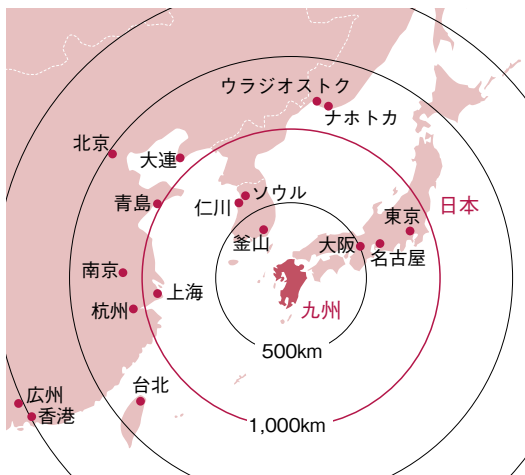 ウラジオストク
ナホトカ
北京
大連
青島
ソウル
仁川
日本
東京
釜山
大阪
名古屋
南京
上海
九州
杭州
500km
台北
広州
香港
1,000km